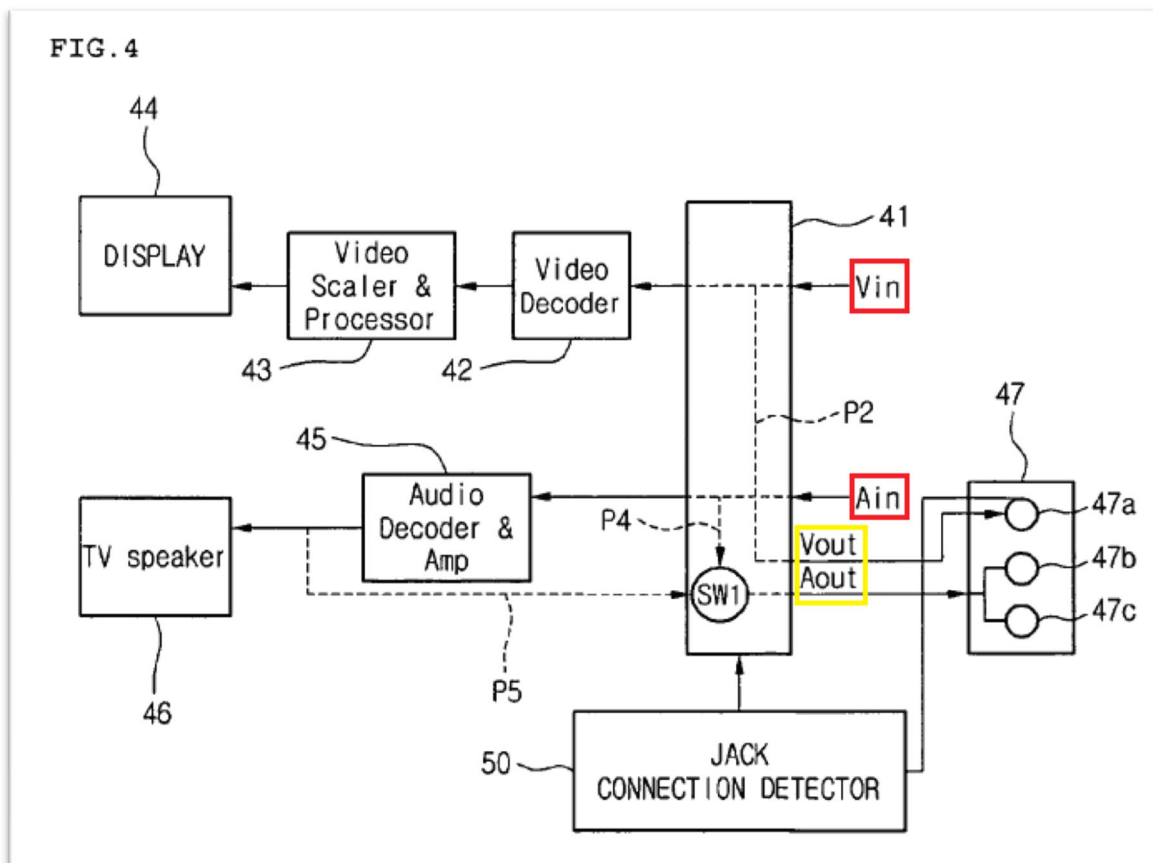 FIG.4
44
DISPLAY
Video
Scaler &
Processor
43
Video
Decoder
42
41
Vin
P2
47
45
Audio
Decoder &
Amp
TV speaker
46
P4
Ain
Vout
Aout
SW1
P5
47a
47b
47c
50
JACK
CONNECTION DETECTOR